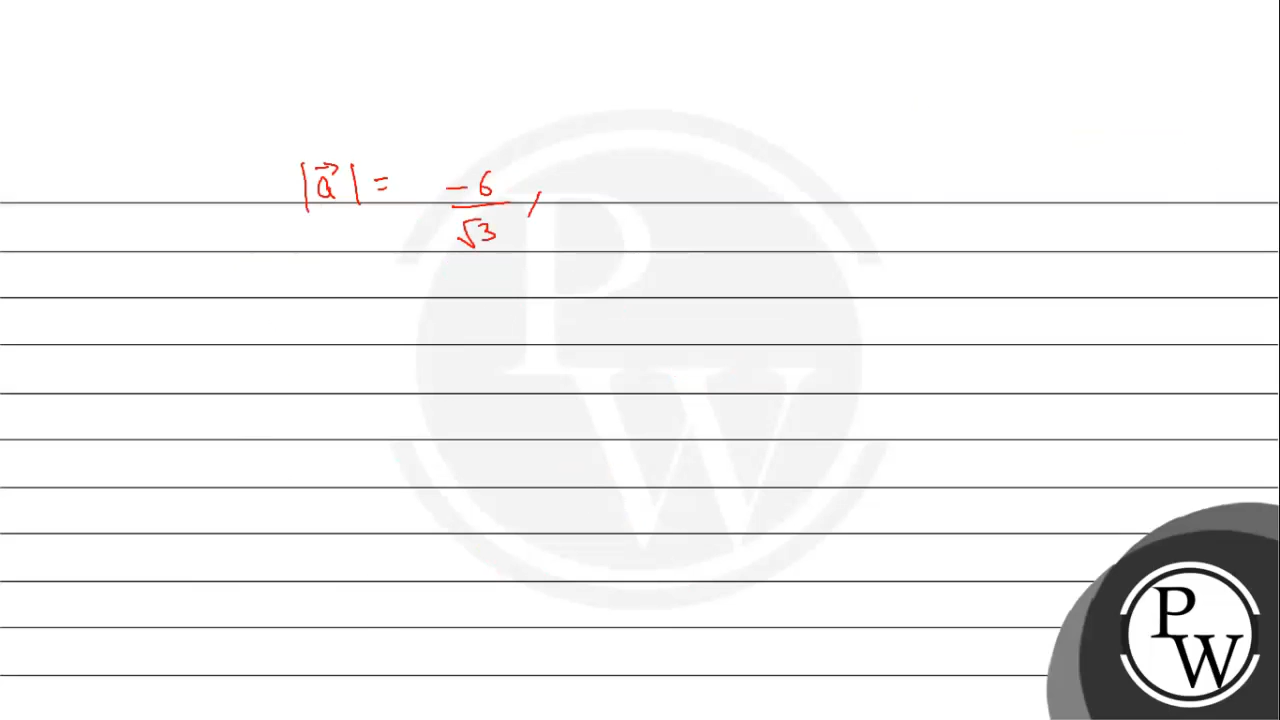 |a⃗| = -6/√3,
P
W
P
W